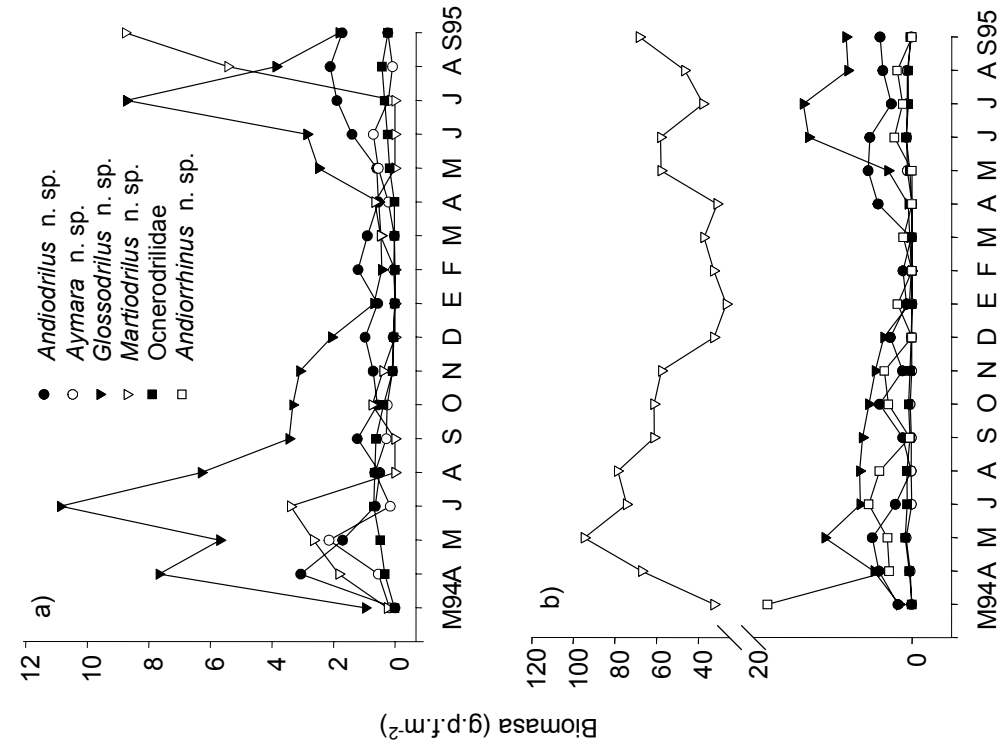 a)
Andiodrilus n. sp.
Aymara n. sp.
Glossodrilus n. sp.
Martiodrilus n. sp.
Ocnerodrilidae
Andiorrhinus n. sp.
12
10
8
6
4
2
0
M94 A M J A S O N D E F M A M J J A S95
b)
120
100
80
60
40
20
0
M94 A M J A S O N D E F M A M J J A S95
Biomasa (g.p.f.m-2)